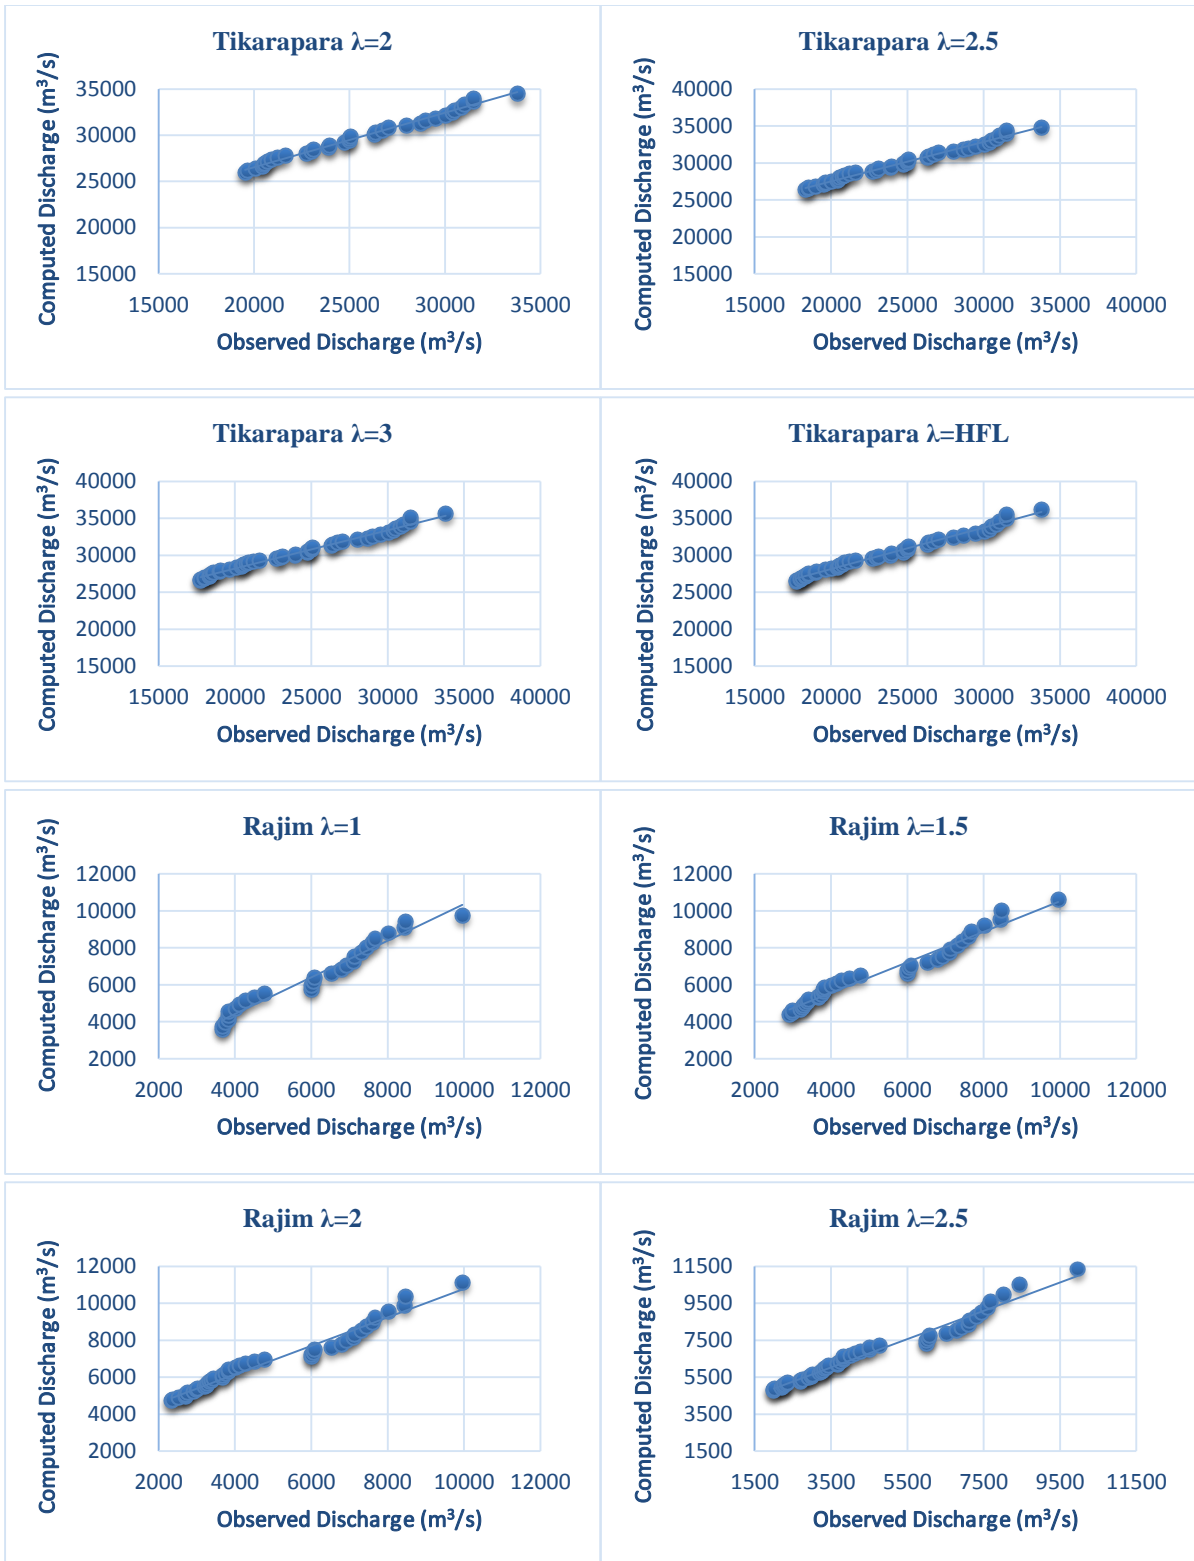 Tikarapara λ=2
Computed Discharge (m³/s)
35000
30000
25000
20000
15000
15000 20000 25000 30000 35000
Observed Discharge (m³/s)
Tikarapara λ=2.5
Computed Discharge (m³/s)
40000
35000
30000
25000
20000
15000
15000 20000 25000 30000 35000 40000
Observed Discharge (m³/s)
Tikarapara λ=3
Computed Discharge (m³/s)
40000
35000
30000
25000
20000
15000
15000 20000 25000 30000 35000 40000
Observed Discharge (m³/s)
Tikarapara λ=HFL
Computed Discharge (m³/s)
40000
35000
30000
25000
20000
15000
15000 20000 25000 30000 35000 40000
Observed Discharge (m³/s)
Rajim λ=1
Computed Discharge (m³/s)
12000
10000
8000
6000
4000
2000
2000 4000 6000 8000 10000 12000
Observed Discharge (m³/s)
Rajim λ=1.5
Computed Discharge (m³/s)
12000
10000
8000
6000
4000
2000
2000 4000 6000 8000 10000 12000
Observed Discharge (m³/s)
Rajim λ=2
Computed Discharge (m³/s)
12000
10000
8000
6000
4000
2000
2000 4000 6000 8000 10000 12000
Observed Discharge (m³/s)
Rajim λ=2.5
Computed Discharge (m³/s)
11500
9500
7500
5500
3500
1500
1500 3500 5500 7500 9500 11500
Observed Discharge (m³/s)